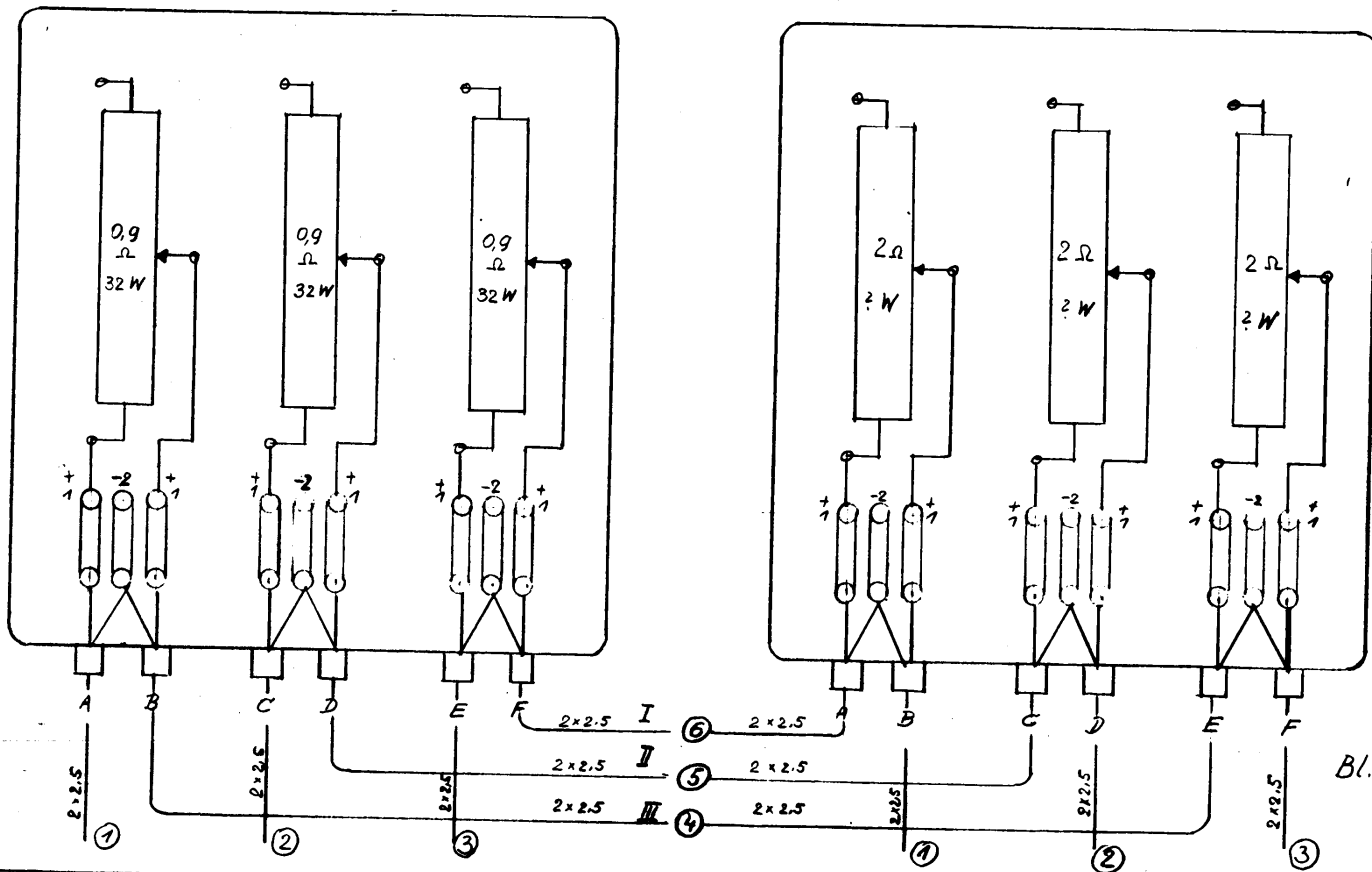 0,9
Ω
32 W
0,9
Ω
32 W
0,9
Ω
32 W
2 Ω
? W
2 Ω
? W
2 Ω
? W
+ 1 -2 + 1
+ 1 -2 + 1
+ 1 -2 + 1
+ 1 -2 + 1
+ 1 -2 + 1
+ 1 -2 + 1
A B C D E F
A B C D E F
2 × 2.5 I ⑥ 2 × 2.5
2 × 2.5 II ⑤ 2 × 2.5
2 × 2.5 III ④ 2 × 2.5
2 × 2.5
2 × 2.5
2 × 2.5
2 × 2.5
2 × 2.5
2 × 2.5
① ② ③
① ② ③
Bl.